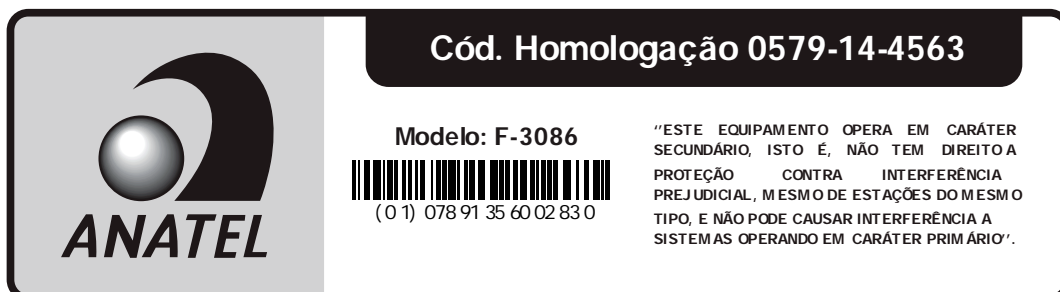 Cód. Homologação 0579-14-4563
ANATEL
Modelo: F-3086
(01) 07891356002830
"ESTE EQUIPAMENTO OPERA EM CARÁTER
SECUNDÁRIO, ISTO É, NÃO TEM DIREITO A
PROTEÇÃO CONTRA INTERFERÊNCIA
PREJUDICIAL, MESMO DE ESTAÇÕES DO MESMO
TIPO, E NÃO PODE CAUSAR INTERFERÊNCIA A
SISTEMAS OPERANDO EM CARÁTER PRIMÁRIO".